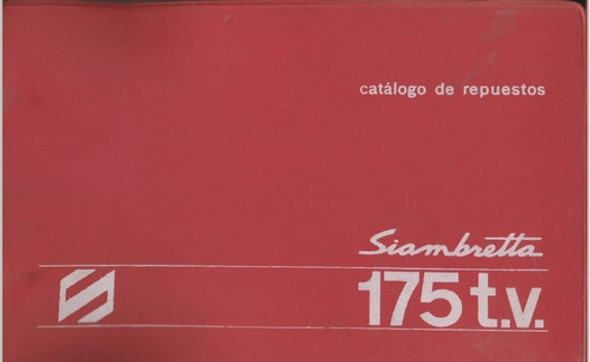 catálogo de repuestos
Siambretta
175 t.v.